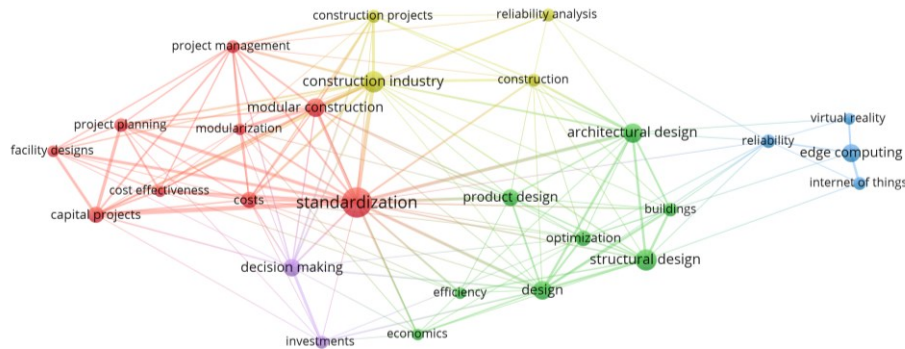 construction projects
reliability analysis
project management
construction industry
construction
modular construction
project planning
modularization
architectural design
virtual reality
reliability
edge computing
facility designs
internet of things
cost effectiveness
costs
standardization
product design
capital projects
buildings
optimization
structural design
decision making
efficiency
design
economics
investments